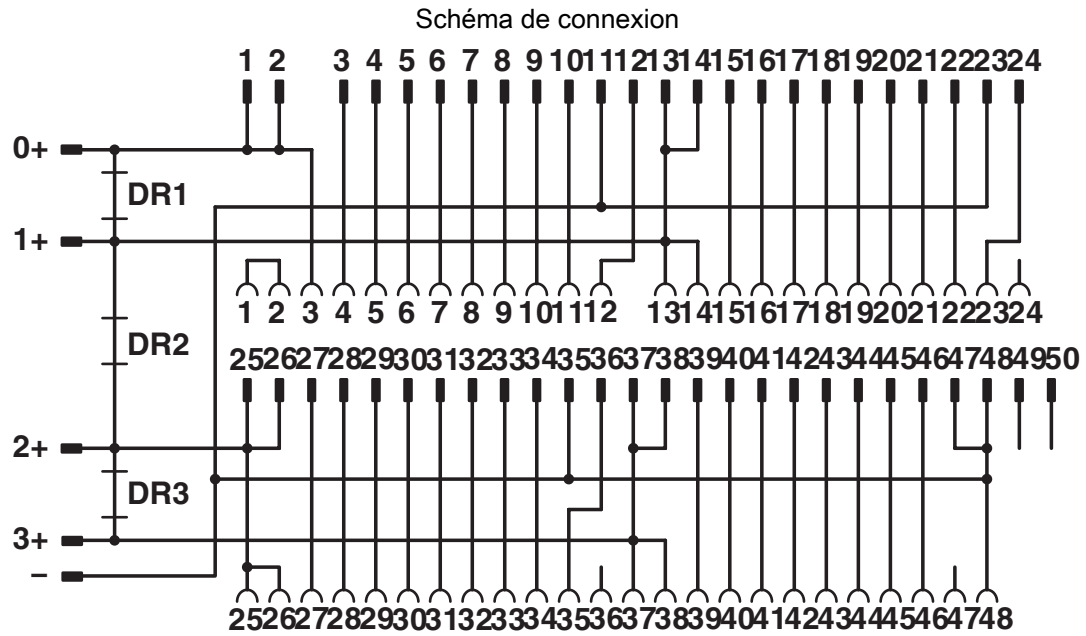 Schéma de connexion
1 2 3 4 5 6 7 8 9 10 11 12 13 14 15 16 17 18 19 20 21 22 23 24
0+
DR1
1+
1 2 3 4 5 6 7 8 9 10 11 12 13 14 15 16 17 18 19 20 21 22 23 24
DR2
25 26 27 28 29 30 31 32 33 34 35 36 37 38 39 40 41 42 43 44 45 46 47 48 49 50
2+
DR3
3+
–
25 26 27 28 29 30 31 32 33 34 35 36 37 38 39 40 41 42 43 44 45 46 47 48